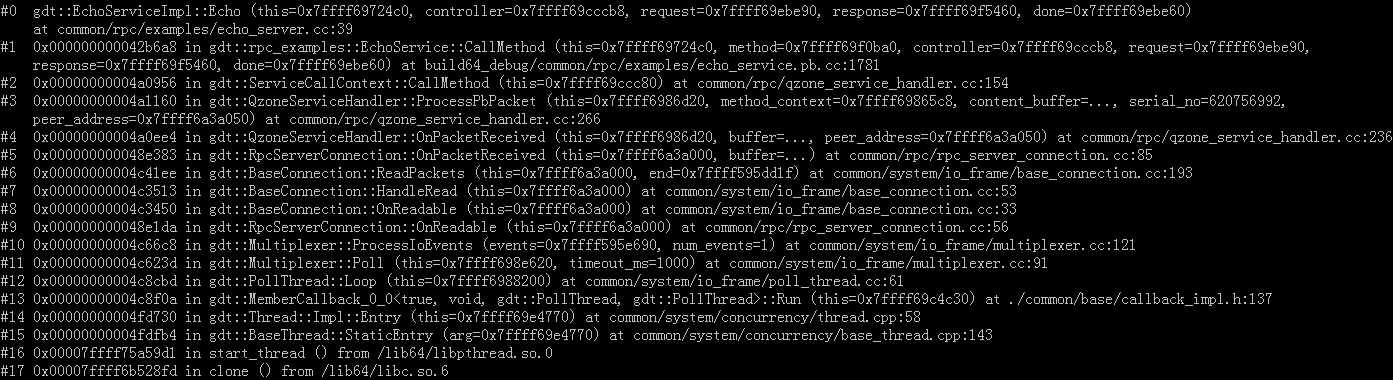 #0  gdt::EchoServiceImpl::Echo (this=0x7ffff69724c0, controller=0x7ffff69cccb8, request=0x7ffff69ebe90, response=0x7ffff69f5460, done=0x7ffff69ebe60)
at common/rpc/examples/echo_server.cc:39
#1  0x000000000042b6a8 in gdt::rpc_examples::EchoService::CallMethod (this=0x7ffff69724c0, method=0x7ffff69f0ba0, controller=0x7ffff69cccb8, request=0x7ffff69ebe90,
response=0x7ffff69f5460, done=0x7ffff69ebe60) at build64_debug/common/rpc/examples/echo_service.pb.cc:1781
#2  0x00000000004a0956 in gdt::ServiceCallContext::CallMethod (this=0x7ffff69ccc80) at common/rpc/qzone_service_handler.cc:154
#3  0x00000000004a1160 in gdt::QzoneServiceHandler::ProcessPbPacket (this=0x7ffff6986d20, method_context=0x7ffff69865c8, content_buffer=..., serial_no=620756992,
peer_address=0x7ffff6a3a050) at common/rpc/qzone_service_handler.cc:266
#4  0x00000000004a0ee4 in gdt::QzoneServiceHandler::OnPacketReceived (this=0x7ffff6986d20, buffer=..., peer_address=0x7ffff6a3a050) at common/rpc/qzone_service_handler.cc:236
#5  0x000000000048e383 in gdt::RpcServerConnection::OnPacketReceived (this=0x7ffff6a3a000, buffer=...) at common/rpc/rpc_server_connection.cc:85
#6  0x00000000004c41ee in gdt::BaseConnection::ReadPackets (this=0x7ffff6a3a000, end=0x7ffff595dd1f) at common/system/io_frame/base_connection.cc:193
#7  0x00000000004c3513 in gdt::BaseConnection::HandleRead (this=0x7ffff6a3a000) at common/system/io_frame/base_connection.cc:53
#8  0x00000000004c3450 in gdt::BaseConnection::OnReadable (this=0x7ffff6a3a000) at common/system/io_frame/base_connection.cc:33
#9  0x000000000048e1da in gdt::RpcServerConnection::OnReadable (this=0x7ffff6a3a000) at common/rpc/rpc_server_connection.cc:56
#10 0x00000000004c66c8 in gdt::Multiplexer::ProcessIoEvents (events=0x7ffff595e690, num_events=1) at common/system/io_frame/multiplexer.cc:121
#11 0x00000000004c623d in gdt::Multiplexer::Poll (this=0x7ffff698e620, timeout_ms=1000) at common/system/io_frame/multiplexer.cc:91
#12 0x00000000004c8cbd in gdt::PollThread::Loop (this=0x7ffff6988200) at common/system/io_frame/poll_thread.cc:61
#13 0x00000000004c8f0a in gdt::MemberCallback_0_0<true, void, gdt::PollThread, gdt::PollThread>::Run (this=0x7ffff69c4c30) at ./common/base/callback_impl.h:137
#14 0x00000000004fd730 in gdt::Thread::Impl::Entry (this=0x7ffff69e4770) at common/system/concurrency/thread.cpp:58
#15 0x00000000004fdfb4 in gdt::BaseThread::StaticEntry (arg=0x7ffff69e4770) at common/system/concurrency/base_thread.cpp:143
#16 0x00007ffff75a59d1 in start_thread () from /lib64/libpthread.so.0
#17 0x00007ffff6b528fd in clone () from /lib64/libc.so.6